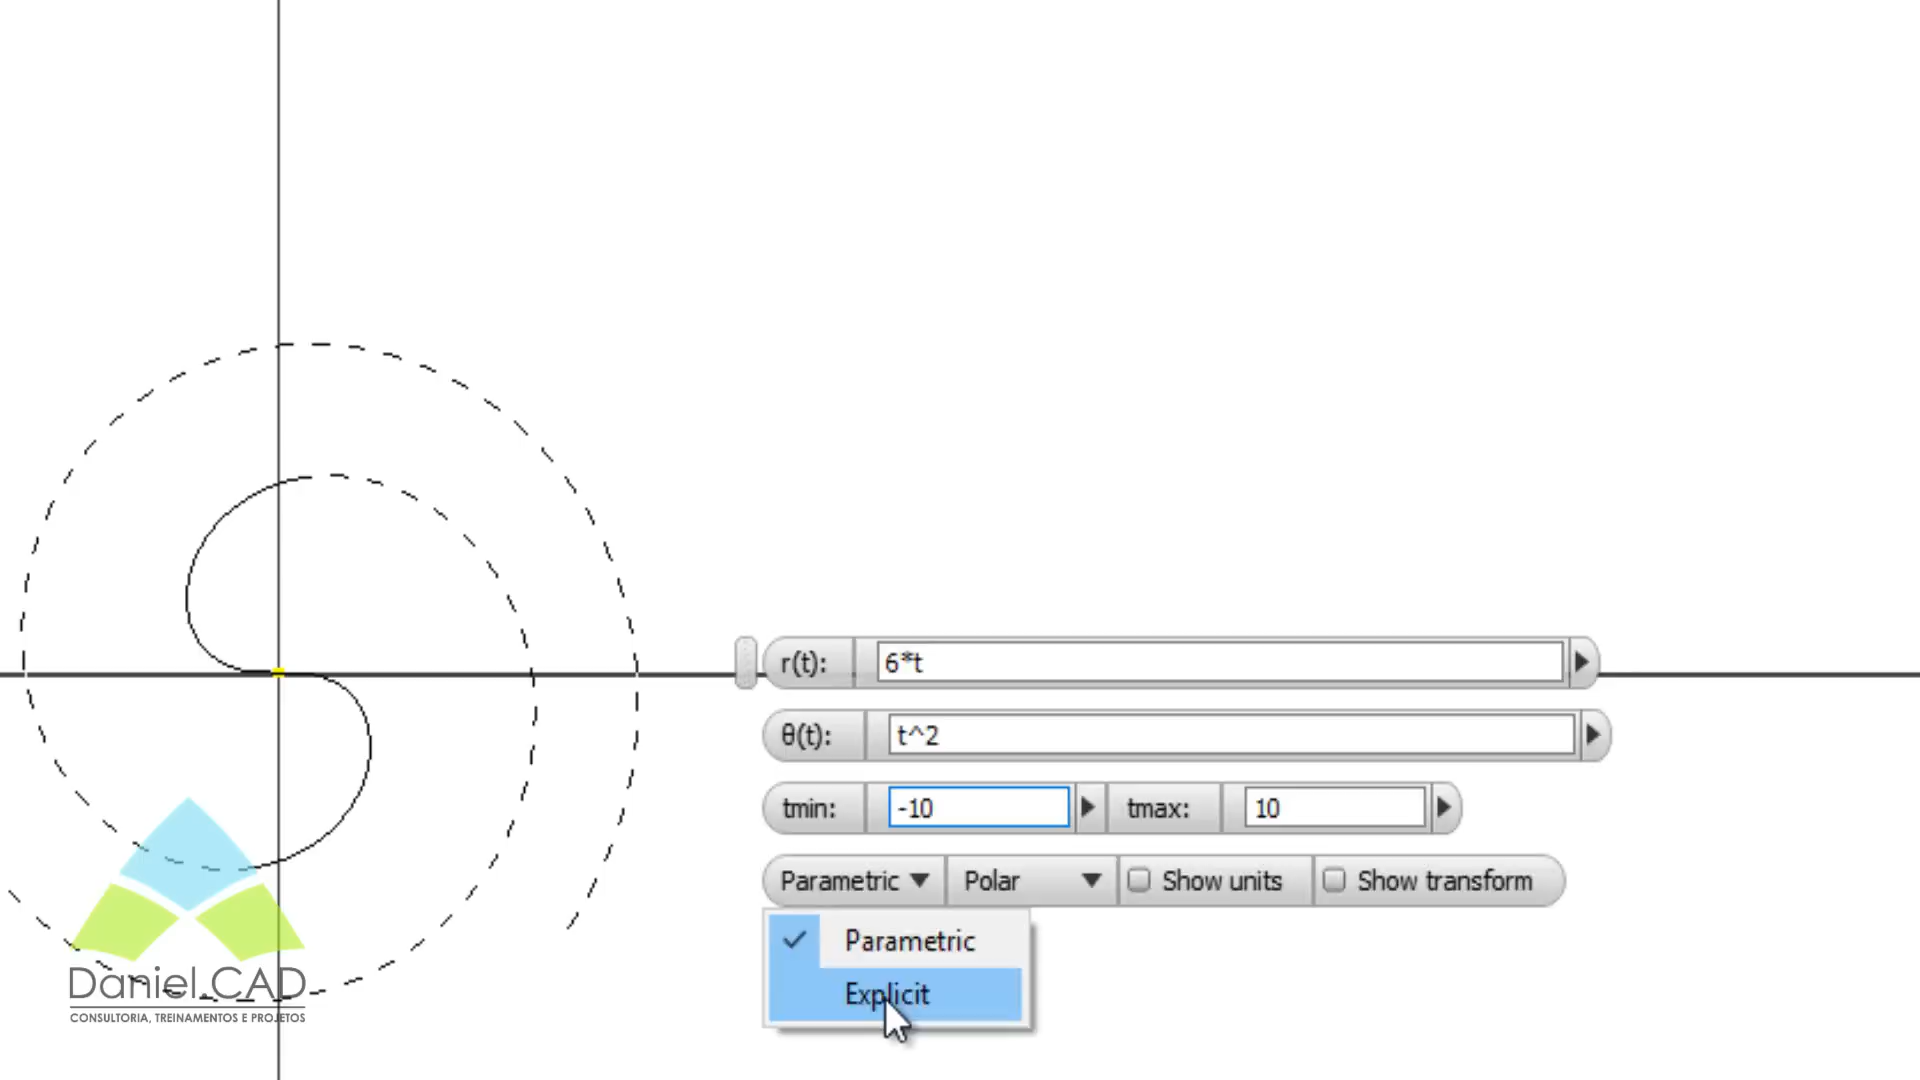 r(t): 6*t
θ(t): t^2
tmin: -10 tmax: 10
Parametric Polar Show units Show transform
Parametric
Explicit
Daniel.CAD
CONSULTORIA, TREINAMENTOS E PROJETOS